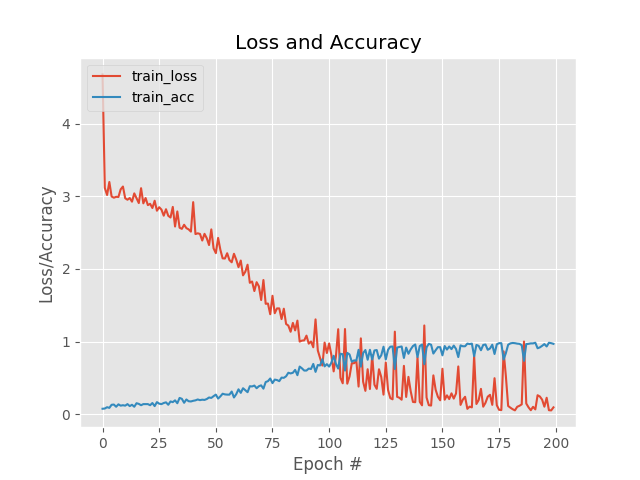 Loss and Accuracy
train_loss
train_acc
Loss/Accuracy
4
3
2
1
0
0 25 50 75 100 125 150 175 200
Epoch #